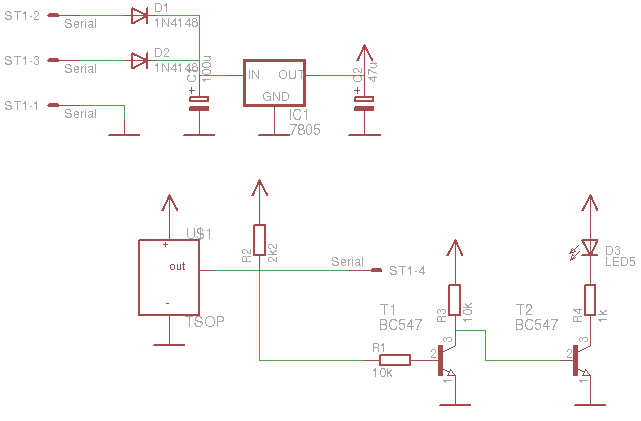 ST1-2
Serial
D1
1N4148
ST1-3
Serial
D2
1N4148
ST1-1
Serial
C1
100u
+
IN
OUT
GND
IC1
7805
C2
47u
+
U$1
+
out
-
TSOP
R2
2k2
Serial
ST1-4
R1
10k
T1
BC547
R3
10k
2
3
1
T2
BC547
D3
LED5
R4
1k
2
3
1